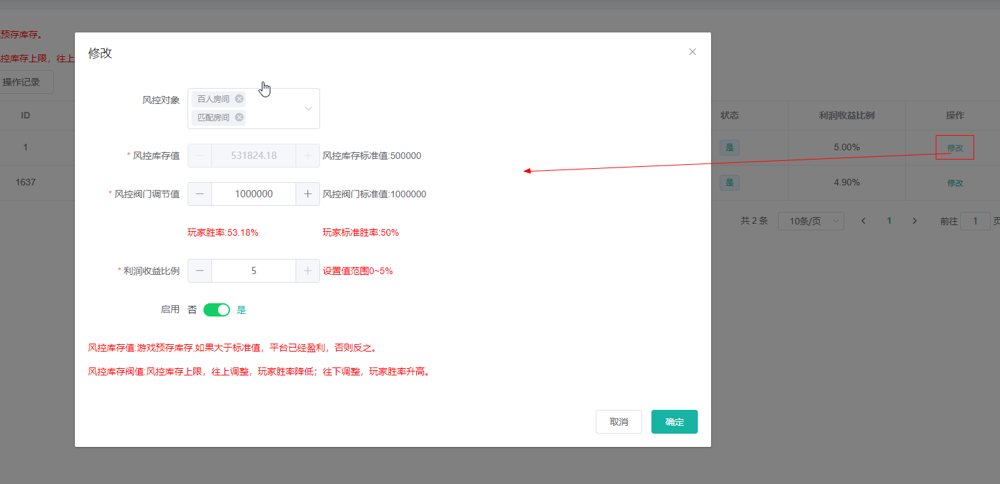 预存库存。
控库存上限，往上
操作记录
ID 状态 利润收益比例 操作
1 是 5.00% 修改
1637 是 4.90% 修改
共 2 条 10条/页 1 前往 1 页
修改
风控对象 百人房间
匹配房间
* 风控库存值 531824.18 风控库存标准值:500000
* 风控阀门调节值 1000000 风控阀门标准值:1000000
玩家胜率:53.18% 玩家标准胜率:50%
* 利润收益比例 5 设置值范围0~5%
启用 否 是
风控库存值:游戏预存库存,如果大于标准值，平台已经盈利，否则反之。
风控库存阀值:风控库存上限，往上调整，玩家胜率降低；往下调整，玩家胜率升高。
取消 确定